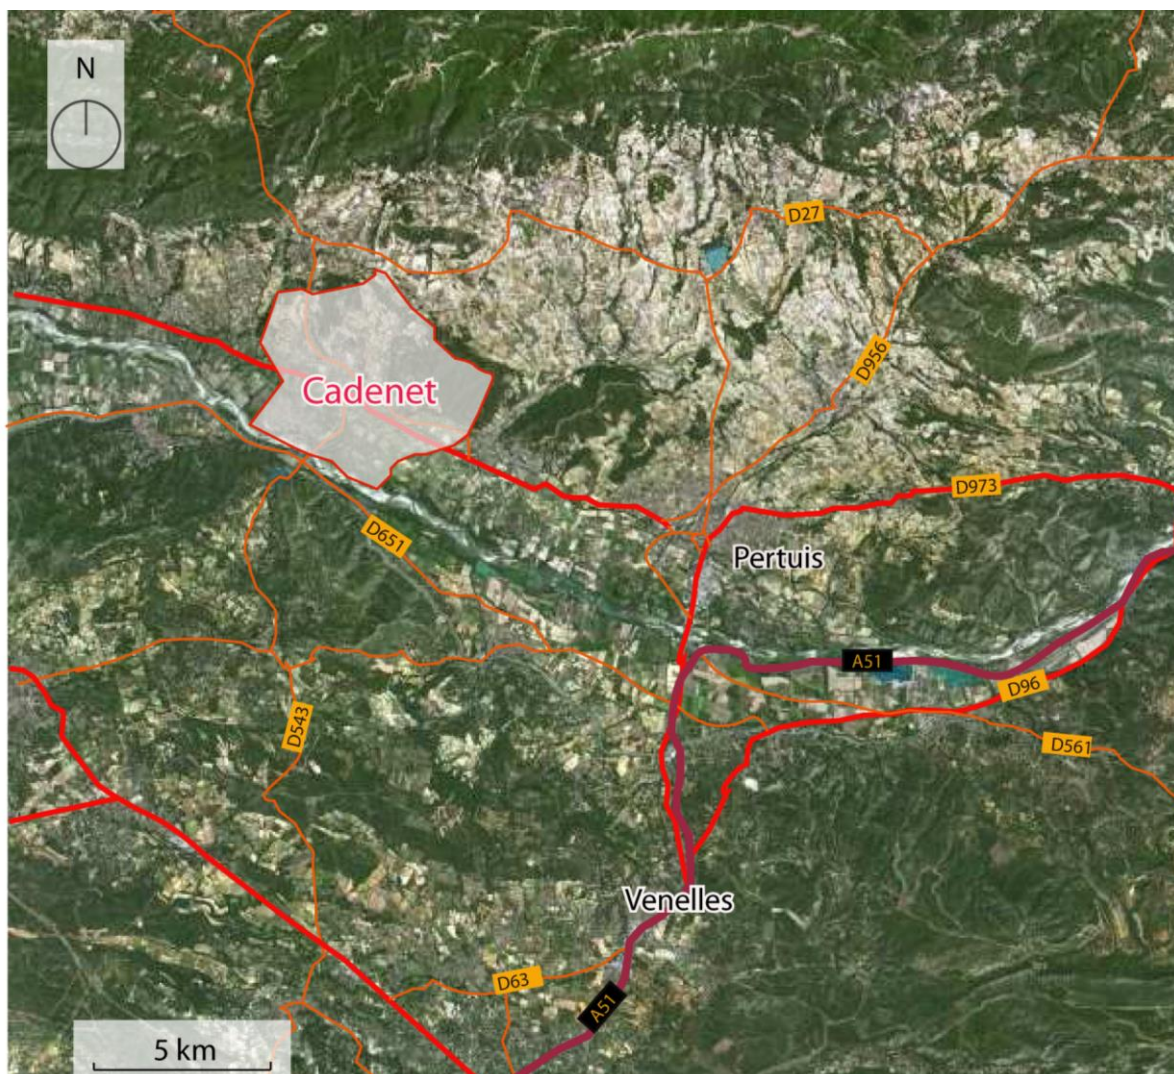 N
D27
D956
Cadenet
D973
D651
Pertuis
A51
D96
D543
D561
Venelles
D63
A51
5 km